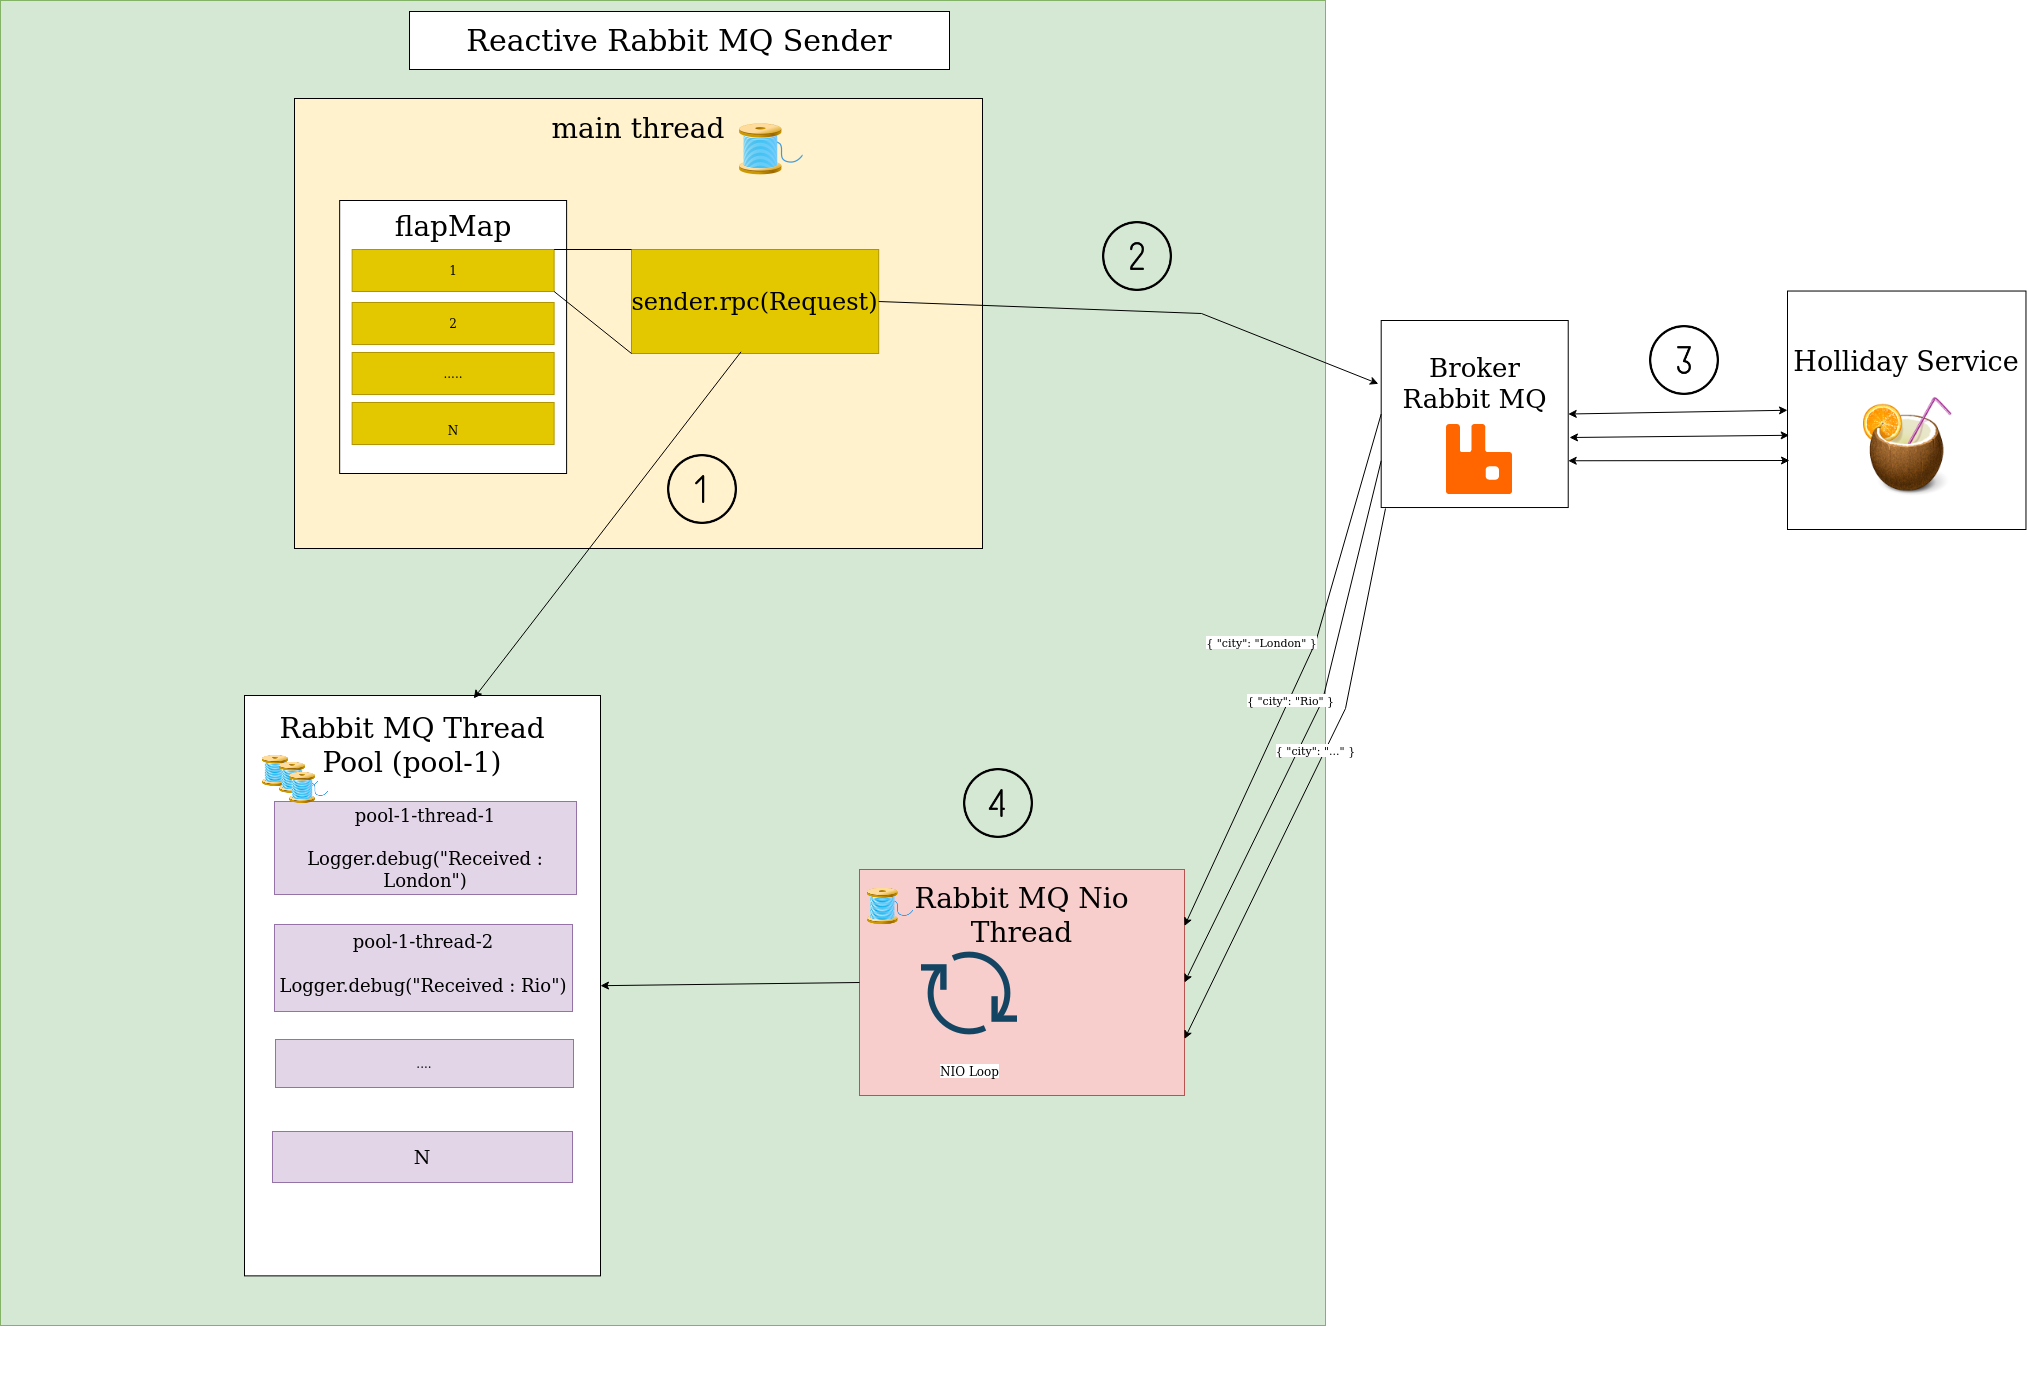 Reactive Rabbit MQ Sender
main thread
flapMap
1
2
.....
N
sender.rpc(Request)
1
2
Broker
Rabbit MQ
3
Holliday Service
{ "city": "London" }
{ "city": "Rio" }
{ "city": "..." }
4
Rabbit MQ Nio
Thread
NIO Loop
Rabbit MQ Thread
Pool (pool-1)
pool-1-thread-1
Logger.debug("Received :
London")
pool-1-thread-2
Logger.debug("Received : Rio")
....
N